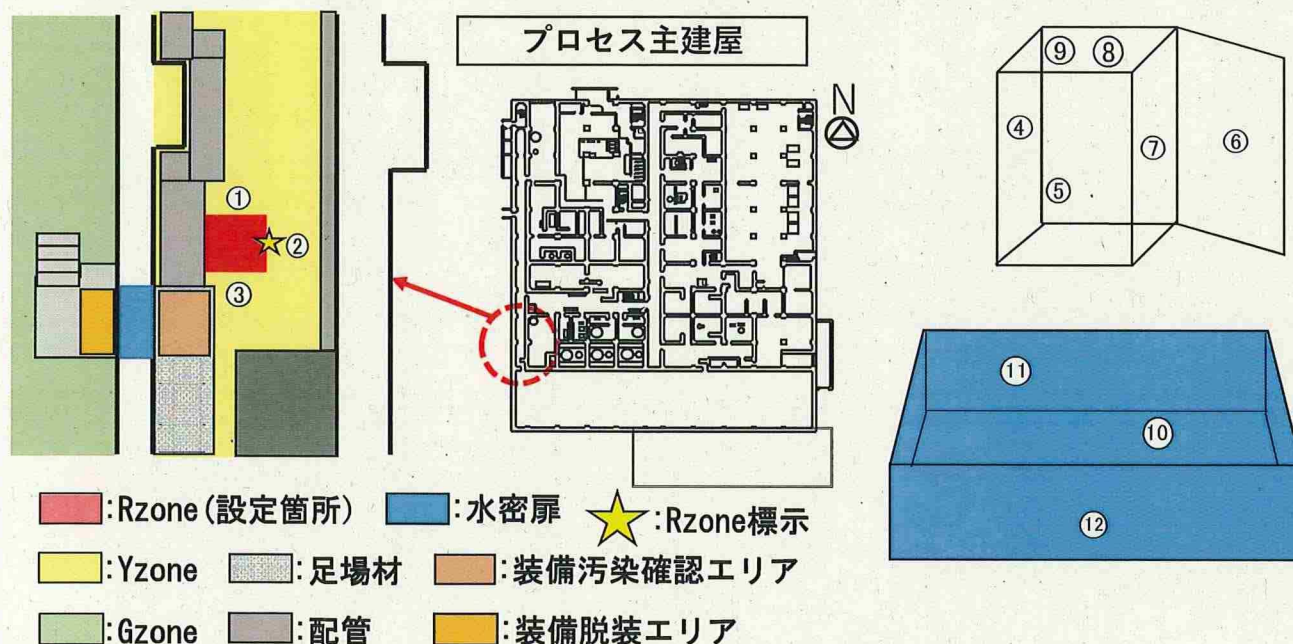 プロセス主建屋
N
①
②
③
④
⑤
⑥
⑦
⑧
⑨
⑩
⑪
⑫
:Rzone(設定箇所)
:水密扉
:Rzone標示
:Yzone
:足場材
:装備汚染確認エリア
:Gzone
:配管
:装備脱装エリア